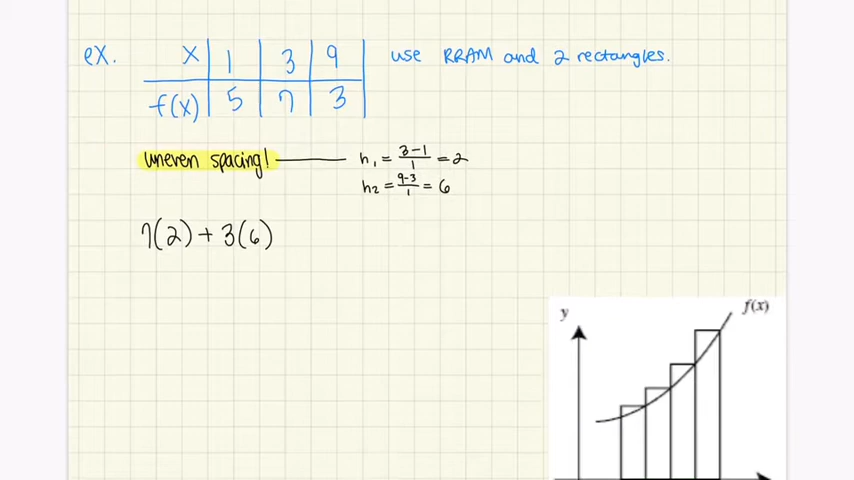 ex. x 1 3 9 use RRAM and 2 rectangles.
f(x) 5 7 3
uneven spacing! h₁ = 3-1/1 = 2
h₂ = 9-3/1 = 6
7(2) + 3(6)
y f(x)